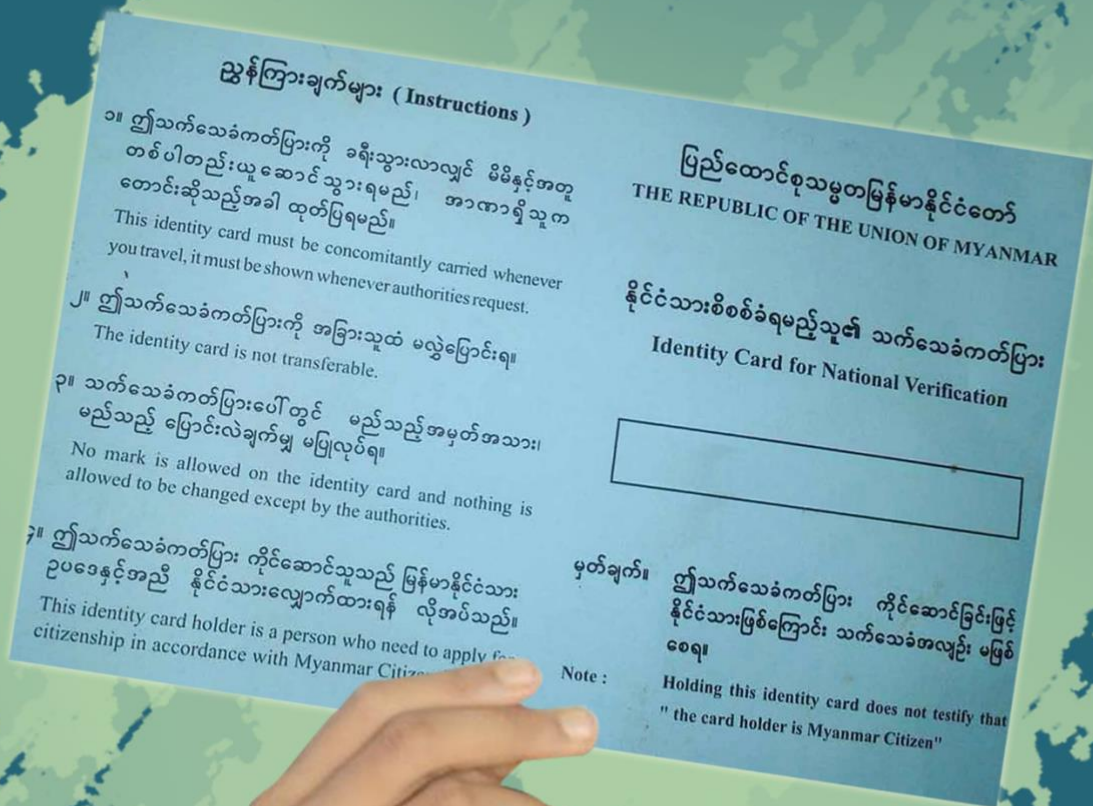 ညွှန်ကြားချက်များ ( Instructions )
၁။ ဤသက်သေခံကတ်ပြားကို ခရီးသွားလာလျှင် မိမိနှင့်အတူ
တစ်ပါတည်းယူဆောင်သွားရမည်၊ အာဏာရှိသူက
တောင်းဆိုသည့်အခါ ထုတ်ပြရမည်။
This identity card must be concomitantly carried whenever
you travel, it must be shown whenever authorities request.
၂။ ဤသက်သေခံကတ်ပြားကို အခြားသူထံ မလွှဲပြောင်းရ။
The identity card is not transferable.
၃။ သက်သေခံကတ်ပြားပေါ်တွင် မည်သည့်အမှတ်အသား၊
မည်သည့် ပြောင်းလဲချက်မျှ မပြုလုပ်ရ။
No mark is allowed on the identity card and nothing is
allowed to be changed except by the authorities.
၄။ ဤသက်သေခံကတ်ပြား ကိုင်ဆောင်သူသည် မြန်မာနိုင်ငံသား
ဥပဒေနှင့်အညီ နိုင်ငံသားလျှောက်ထားရန် လိုအပ်သည်။
This identity card holder is a person who need to apply
citizenship in accordance with Myanmar
ပြည်ထောင်စုသမ္မတမြန်မာနိုင်ငံတော်
THE REPUBLIC OF THE UNION OF MYANMAR
နိုင်ငံသားစိစစ်ခံရမည့်သူ၏ သက်သေခံကတ်ပြား
Identity Card for National Verification
မှတ်ချက်။ ဤသက်သေခံကတ်ပြား ကိုင်ဆောင်ခြင်းဖြင့်
နိုင်ငံသားဖြစ်ကြောင်း သက်သေခံအလျဉ်း မဖြစ်
စေရ။
Note : Holding this identity card does not testify that
" the card holder is Myanmar Citizen"